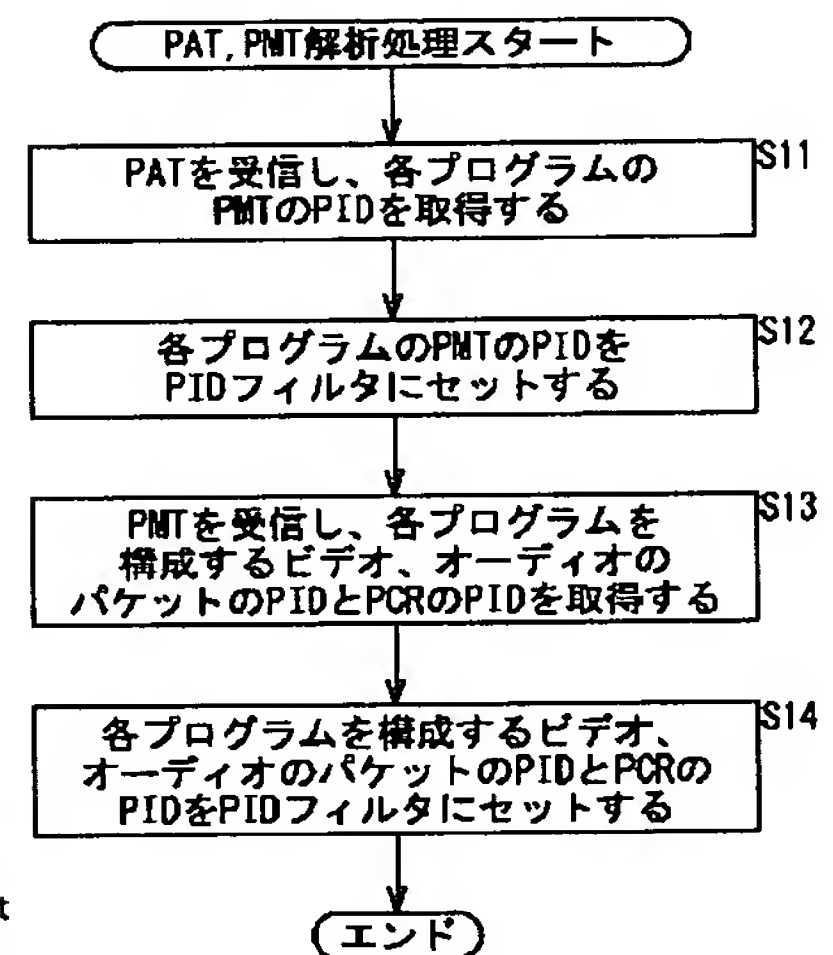 PAT,PMT解析処理スタート
S11
PATを受信し、各プログラムの
PMTのPIDを取得する
S12
各プログラムのPMTのPIDを
PIDフィルタにセットする
S13
PMTを受信し、各プログラムを
構成するビデオ、オーディオの
パケットのPIDとPCRのPIDを取得する
S14
各プログラムを構成するビデオ、
オーディオのパケットのPIDとPCRの
PIDをPIDフィルタにセットする
t
エンド